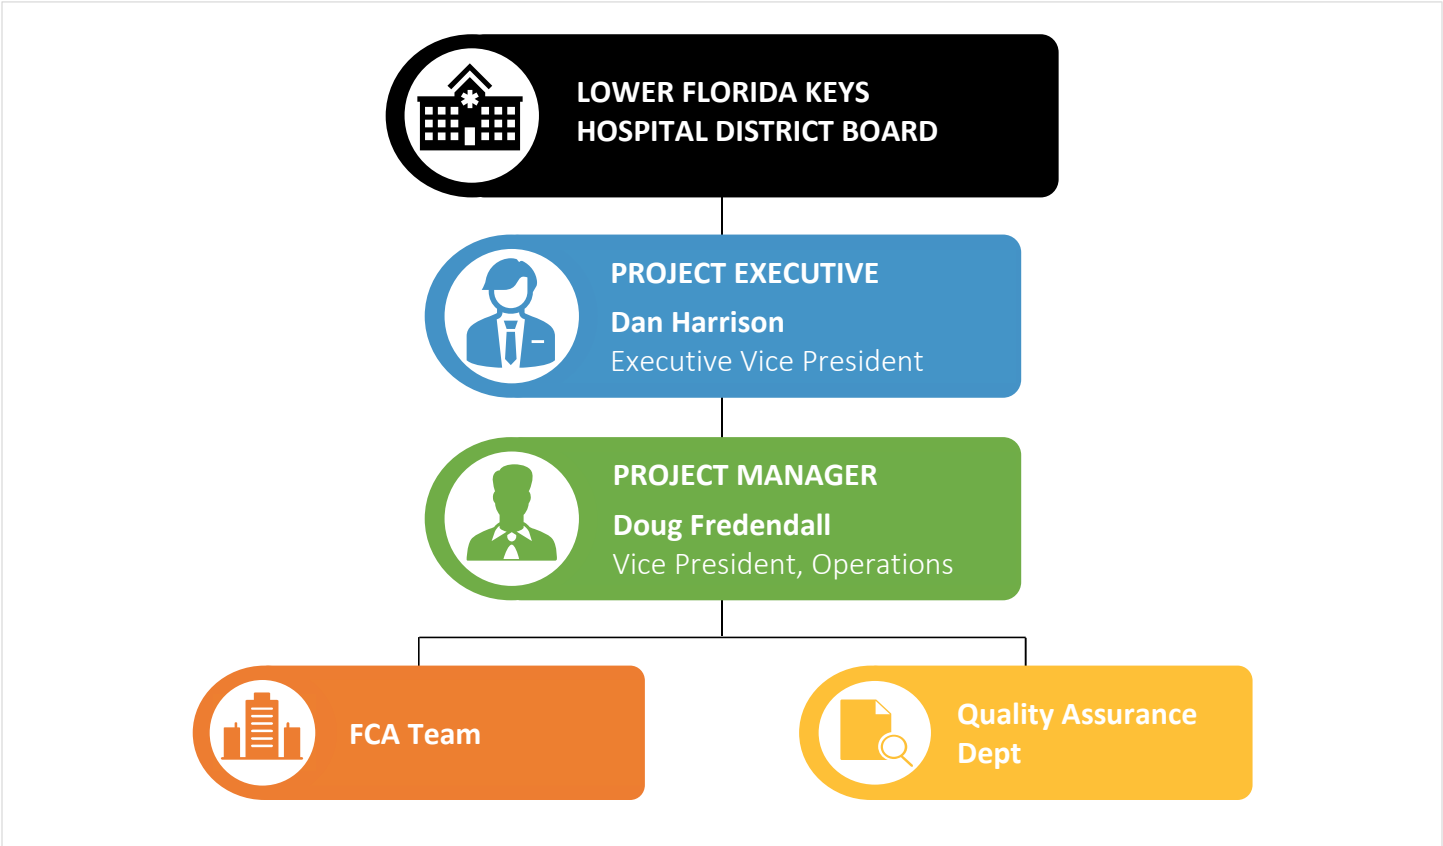 LOWER FLORIDA KEYS
HOSPITAL DISTRICT BOARD
PROJECT EXECUTIVE
Dan Harrison
Executive Vice President
PROJECT MANAGER
Doug Fredendall
Vice President, Operations
FCA Team
Quality Assurance
Dept